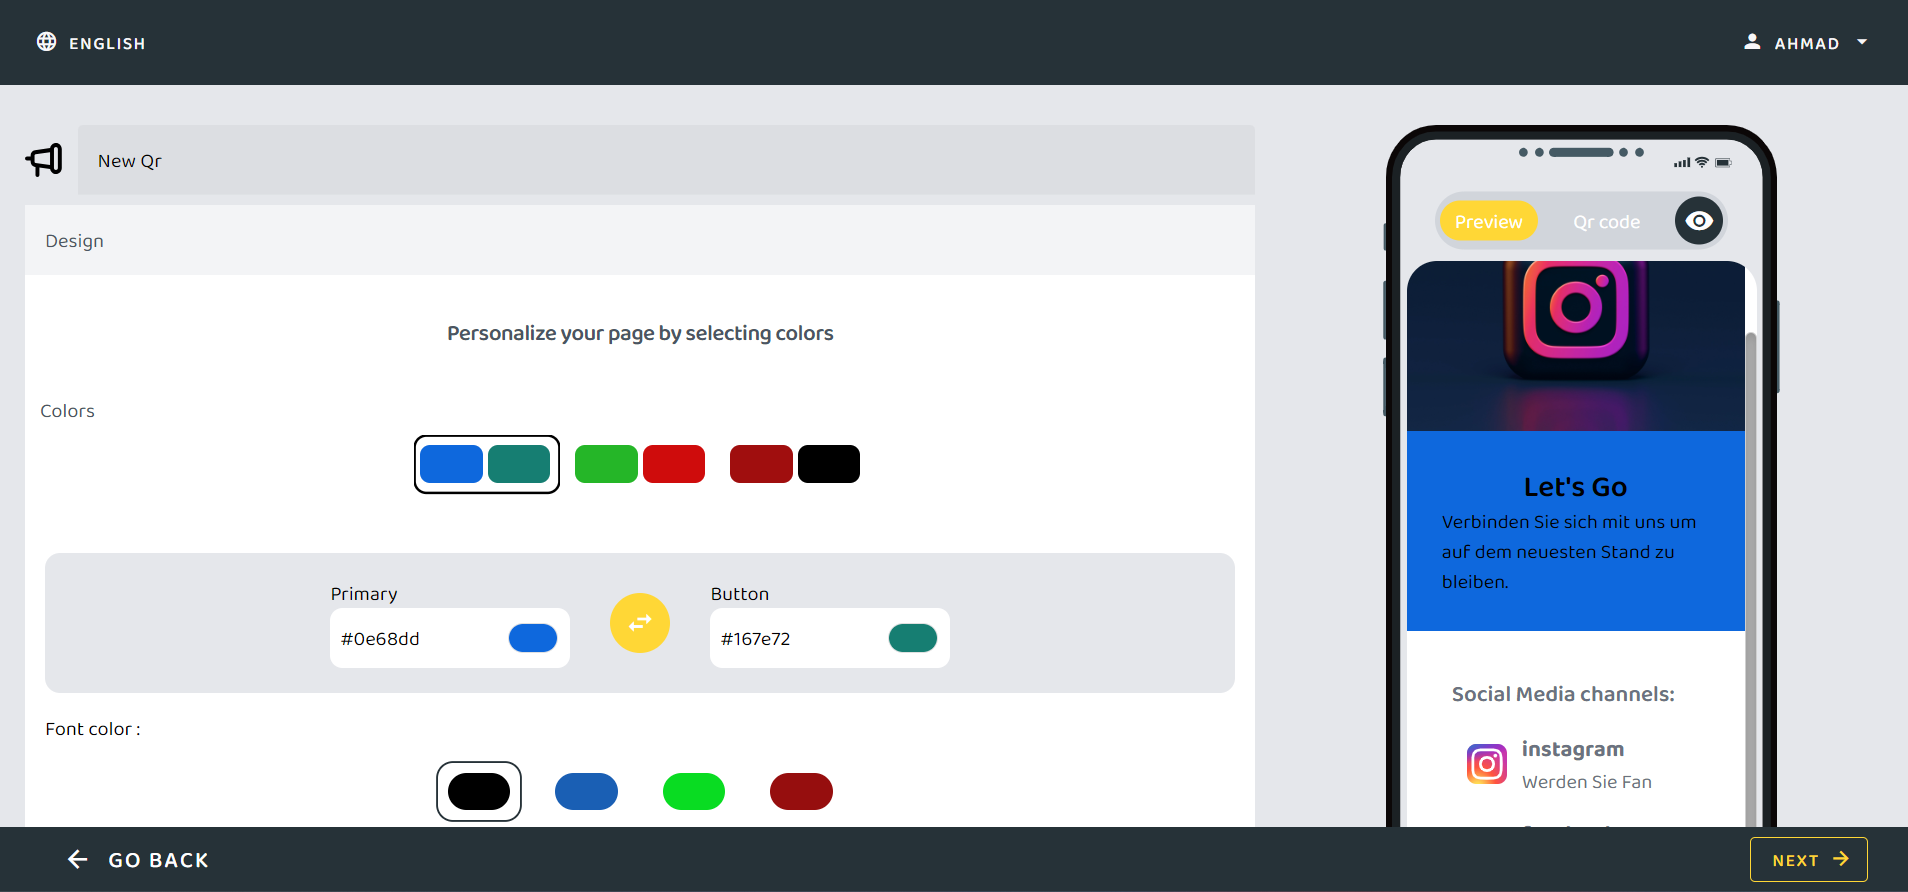 ENGLISH
AHMAD
New Qr
Design
Personalize your page by selecting colors
Colors
Primary
#0e68dd
Button
#167e72
Font color :
Preview
Qr code
Let's Go
Verbinden Sie sich mit uns um
auf dem neuesten Stand zu
bleiben.
Social Media channels:
instagram
Werden Sie Fan
GO BACK
NEXT